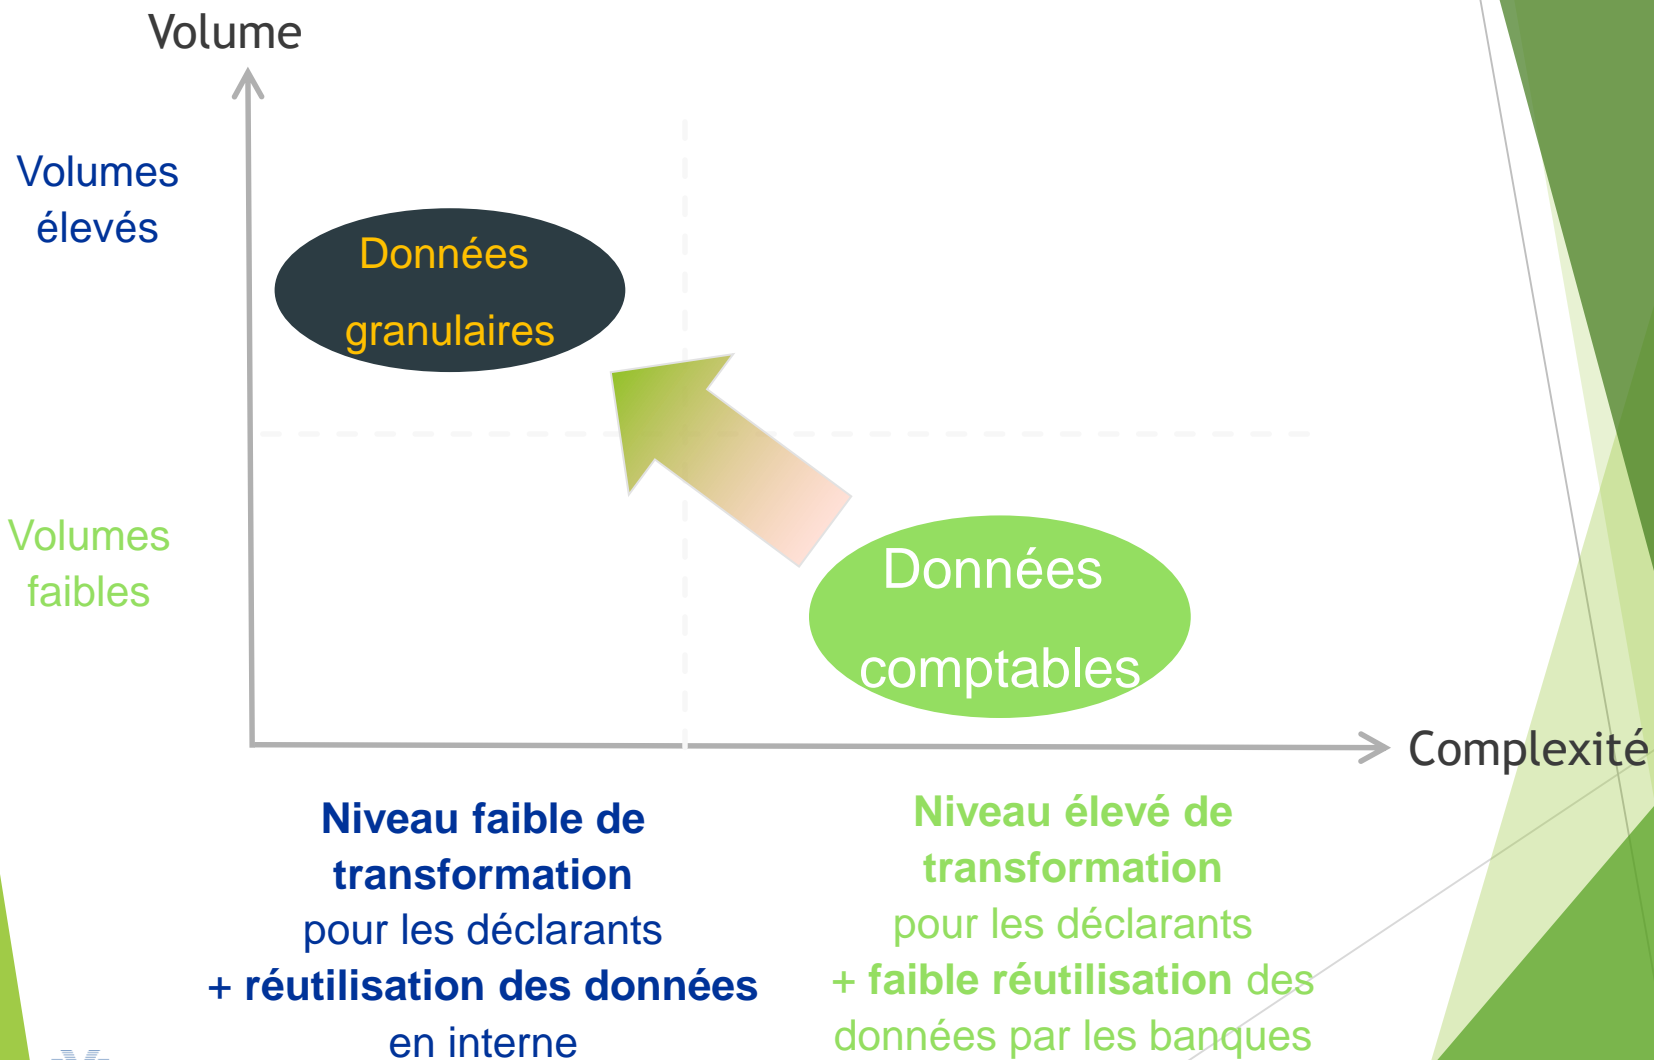 Volume
Volumes
élevés
Données
granulaires
Volumes
faibles
Données
comptables
Complexité
Niveau faible de
transformation
pour les déclarants
+ réutilisation des données
en interne
Niveau élevé de
transformation
pour les déclarants
+ faible réutilisation des
données par les banques